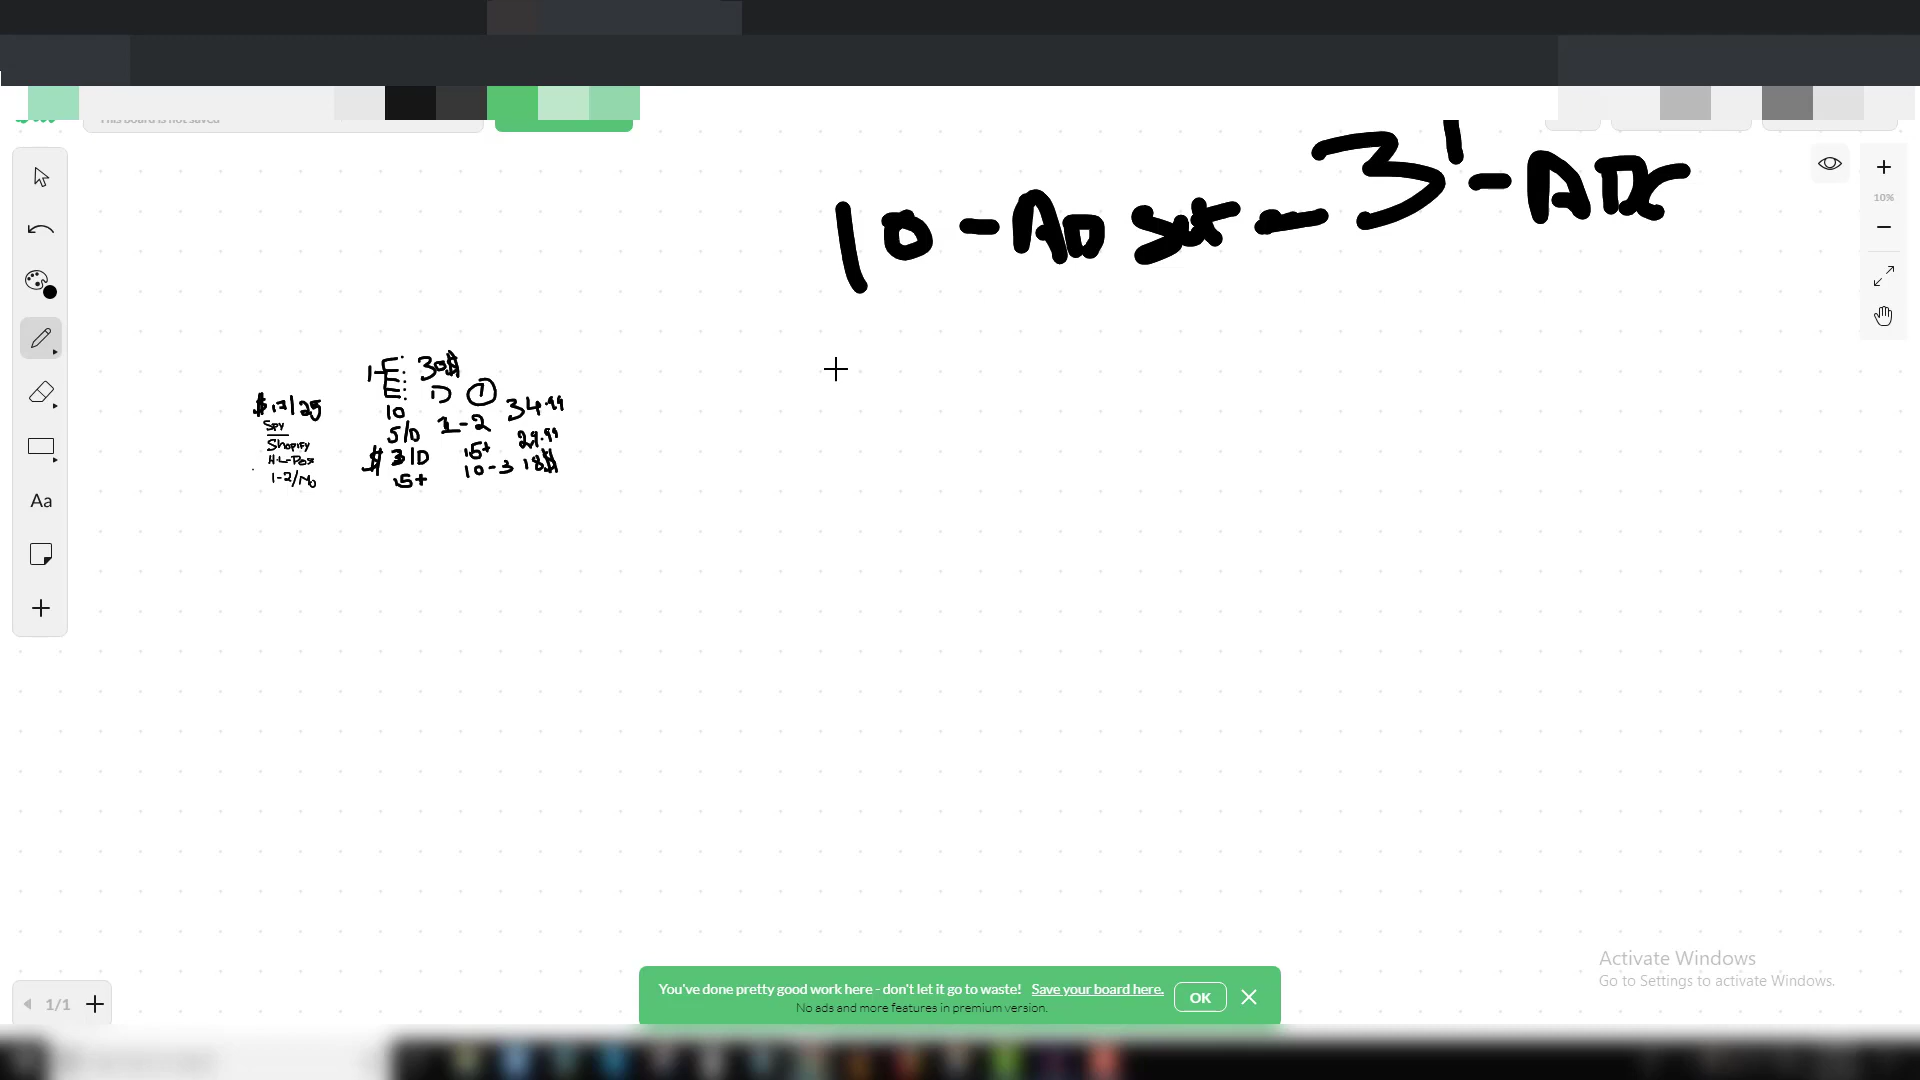 10 - AD set - 3 - ADS
10%
1 30$
D 1
$ 17/25
10
34.99
Spy
5/D
1-2
29.99
Shopify
$ 3/D
15+
18$
10-3
1-2/Mo
15+
Aa
1/1
You've done pretty good work here - don't let it go to waste! Save your board here.
No ads and more features in premium version.
OK
Activate Windows
Go to Settings to activate Windows.